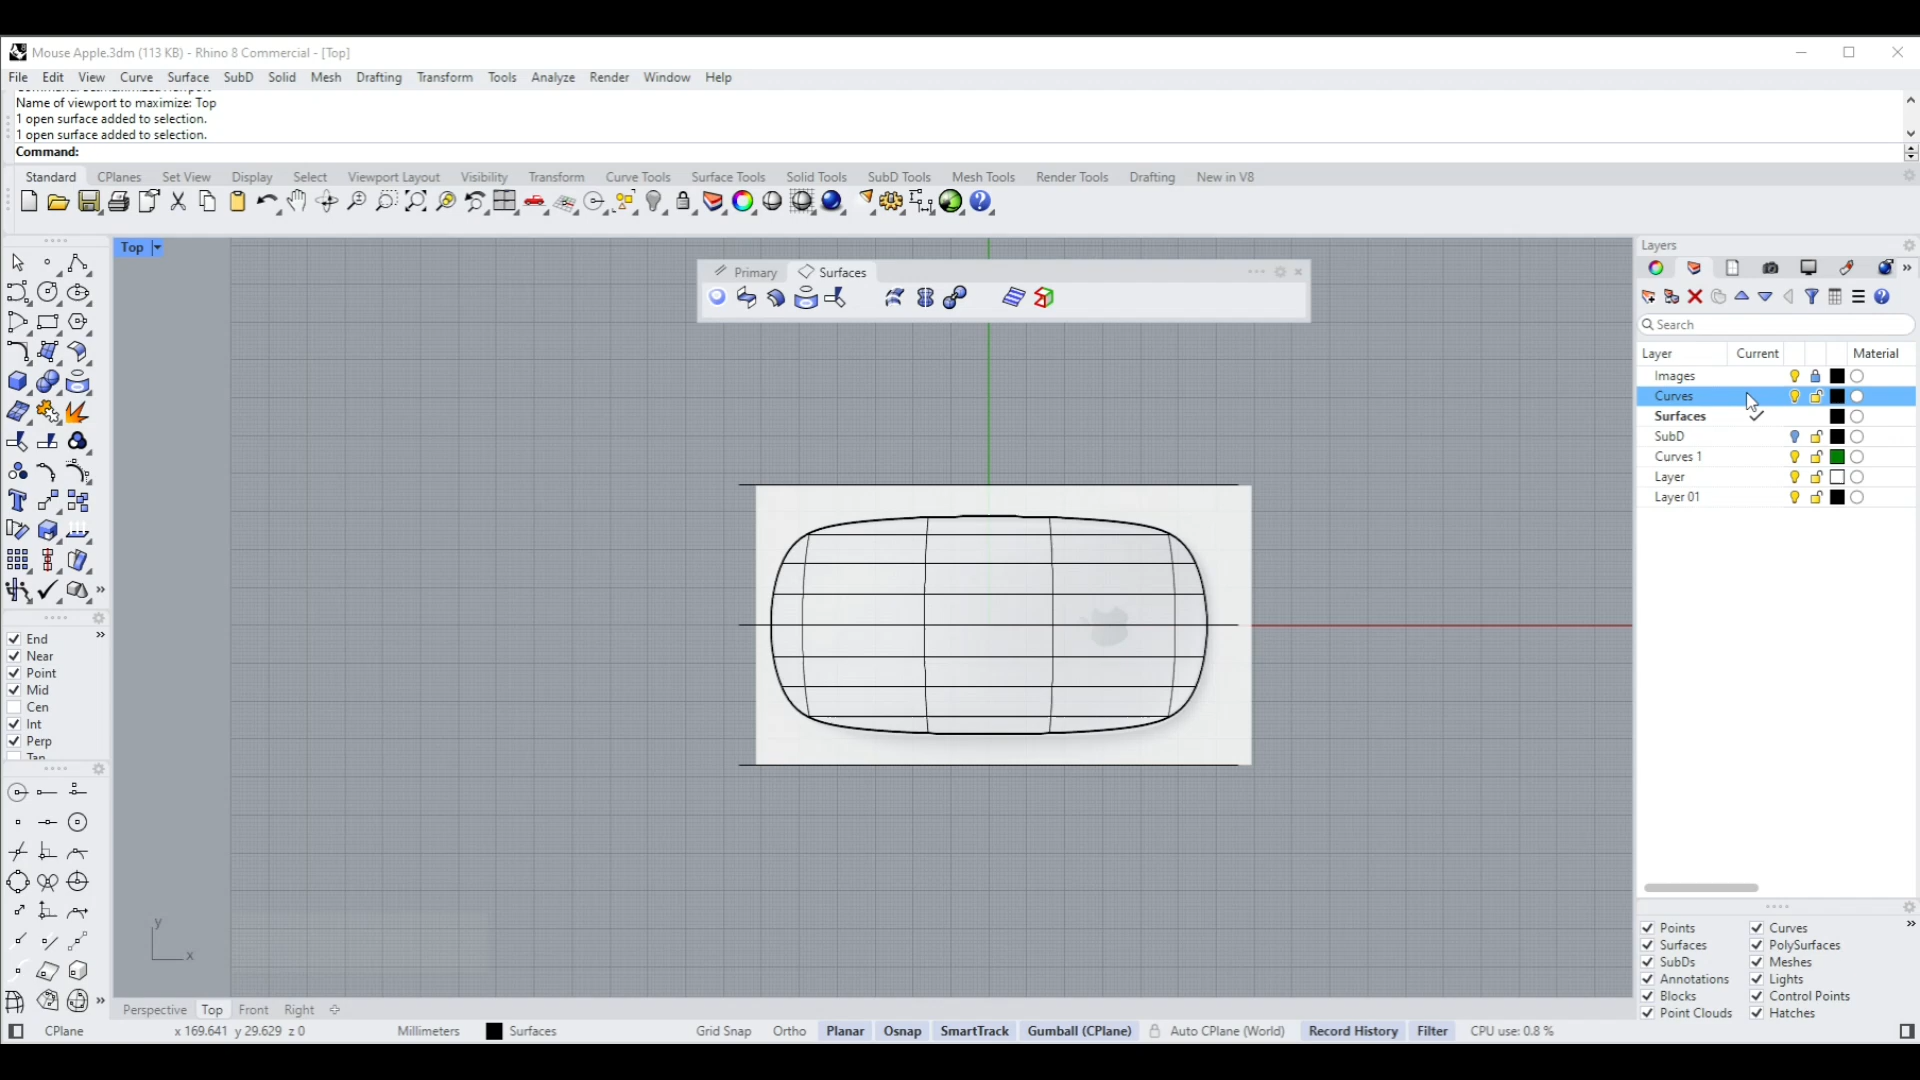 Mouse Apple.3dm (113 KB) - Rhino 8 Commercial - [Top]
File Edit View Curve Surface SubD Solid Mesh Drafting Transform Tools Analyze Render Window Help
Name of viewport to maximize: Top
1 open surface added to selection.
1 open surface added to selection.
Command:
Standard CPlanes Set View Display Select Viewport Layout Visibility Transform Curve Tools Surface Tools Solid Tools SubD Tools Mesh Tools Render Tools Drafting New in V8
Top
Primary Surfaces
Layers
Search
Layer Current Material
Images
Curves
Surfaces
SubD
Curves 1
Layer
Layer 01
End
Near
Point
Mid
Cen
Int
Perp
Tan
y
x
Points Curves
Surfaces PolySurfaces
SubDs Meshes
Annotations Lights
Blocks Control Points
Point Clouds Hatches
Perspective Top Front Right
CPlane x 169.641 y 29.629 z 0 Millimeters Surfaces Grid Snap Ortho Planar Osnap SmartTrack Gumball (CPlane) Auto CPlane (World) Record History Filter CPU use: 0.8 %